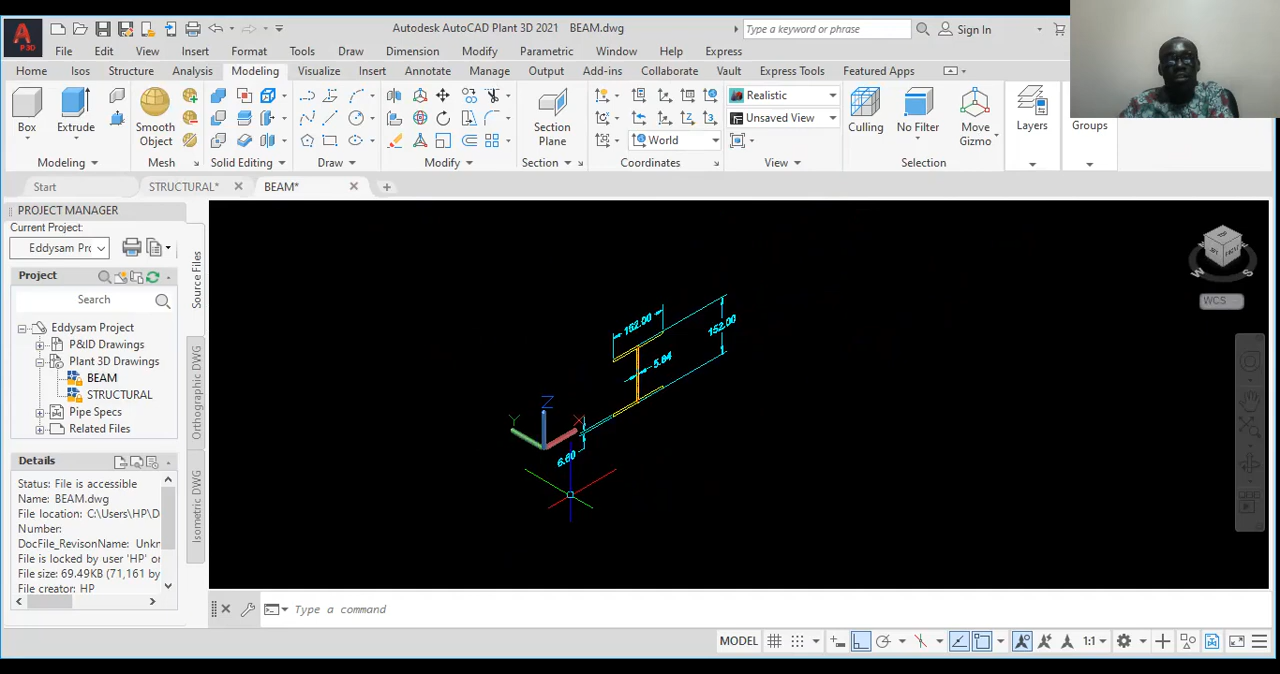 Autodesk AutoCAD Plant 3D 2021 BEAM.dwg
Type a keyword or phrase
Sign In
A
P3D
File Edit View Insert Format Tools Draw Dimension Modify Parametric Window Help Express
Home Isos Structure Analysis Modeling Visualize Insert Annotate Manage Output Add-ins Collaborate Vault Express Tools Featured Apps
Box
Extrude
Smooth
Object
Section
Plane
World
Realistic
Unsaved View
Culling
No Filter
Move
Gizmo
Layers
Groups
Modeling Mesh Solid Editing Draw Modify Section Coordinates View Selection
Start STRUCTURAL* BEAM*
PROJECT MANAGER
Current Project:
Eddysam Prc
Project
Search
Eddysam Project
P&ID Drawings
Plant 3D Drawings
BEAM
STRUCTURAL
Pipe Specs
Related Files
Source Files
Orthographic DWG
Isometric DWG
Details
Status: File is accessible
Name: BEAM.dwg
File location: C:\Users\HP\D
Number:
DocFile_RevisonName: Unkn
File is locked by user 'HP' or
File size: 69.49KB (71,161 by
File creator: HP
152.00
152.00
5.84
6.60
Z
Y
X
W
S
WCS
Type a command
MODEL
1:1